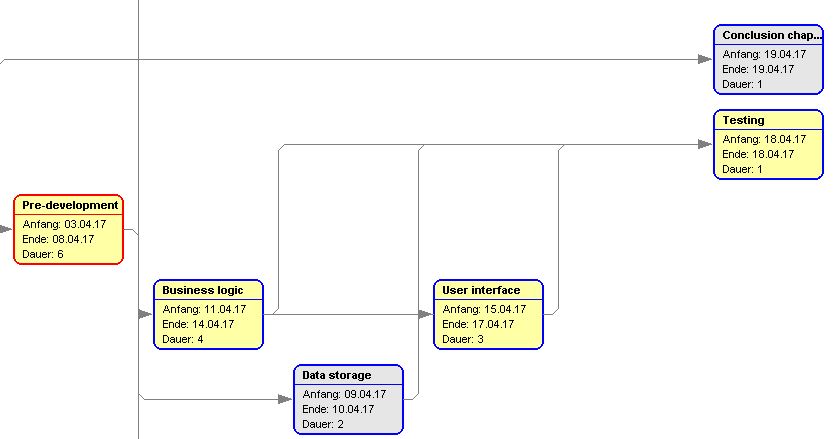 Conclusion chap...
Anfang: 19.04.17
Ende: 19.04.17
Dauer: 1
Testing
Anfang: 18.04.17
Ende: 18.04.17
Dauer: 1
Pre-development
Anfang: 03.04.17
Ende: 08.04.17
Dauer: 6
Business logic
Anfang: 11.04.17
Ende: 14.04.17
Dauer: 4
User interface
Anfang: 15.04.17
Ende: 17.04.17
Dauer: 3
Data storage
Anfang: 09.04.17
Ende: 10.04.17
Dauer: 2